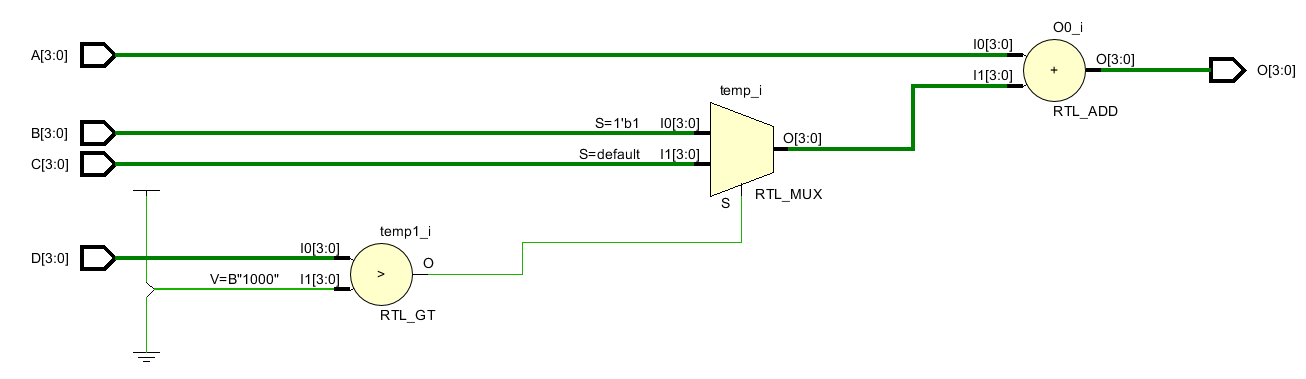 O0_i
A[3:0]
I0[3:0]
I1[3:0]
+
O[3:0]
O[3:0]
RTL_ADD
temp_i
B[3:0]
S=1'b1
I0[3:0]
C[3:0]
S=default
I1[3:0]
O[3:0]
S
RTL_MUX
temp1_i
D[3:0]
I0[3:0]
V=B"1000"
I1[3:0]
>
O
RTL_GT